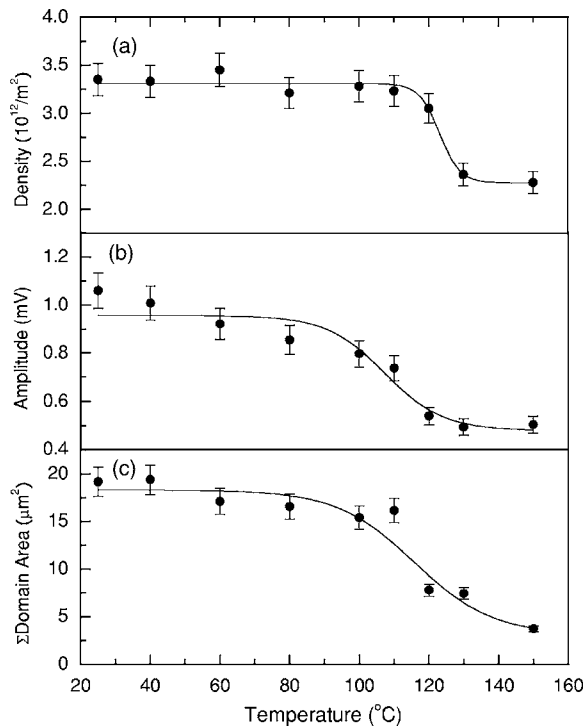 (a)
4.0
3.5
3.0
2.5
2.0
Density (10¹²/m²)
(b)
1.2
1.0
0.8
0.6
0.4
Amplitude (mV)
(c)
20
15
10
5
0
ΣDomain Area (μm²)
20 40 60 80 100 120 140 160
Temperature (°C)